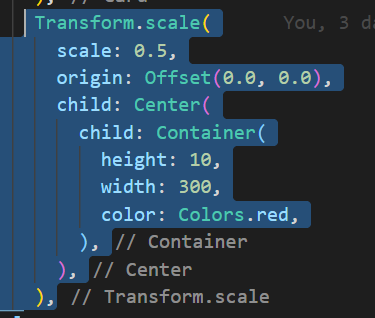 ), // Card
Transform.scale( You, 3 da
scale: 0.5,
origin: Offset(0.0, 0.0),
child: Center(
child: Container(
height: 10,
width: 300,
color: Colors.red,
), // Container
), // Center
), // Transform.scale